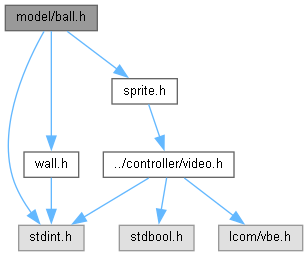 model/ball.h
sprite.h
wall.h
../controller/video.h
stdint.h
stdbool.h
lcom/vbe.h